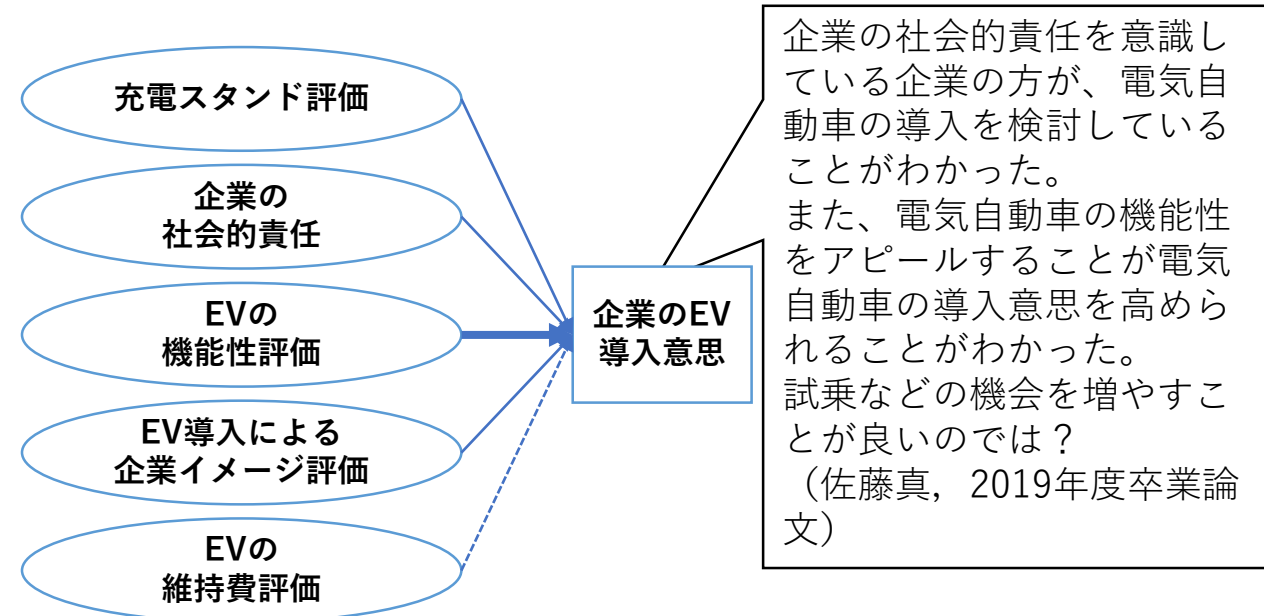 充電スタンド評価
企業の
社会的責任
EVの
機能性評価
EV導入による
企業イメージ評価
EVの
維持費評価
企業のEV
導入意思
企業の社会的責任を意識し
ている企業の方が、電気自
動車の導入を検討している
ことがわかった。
また、電気自動車の機能性
をアピールすることが電気
自動車の導入意思を高めら
れることがわかった。
試乗などの機会を増やすこ
とが良いのでは？
（佐藤真，2019年度卒業論
文）